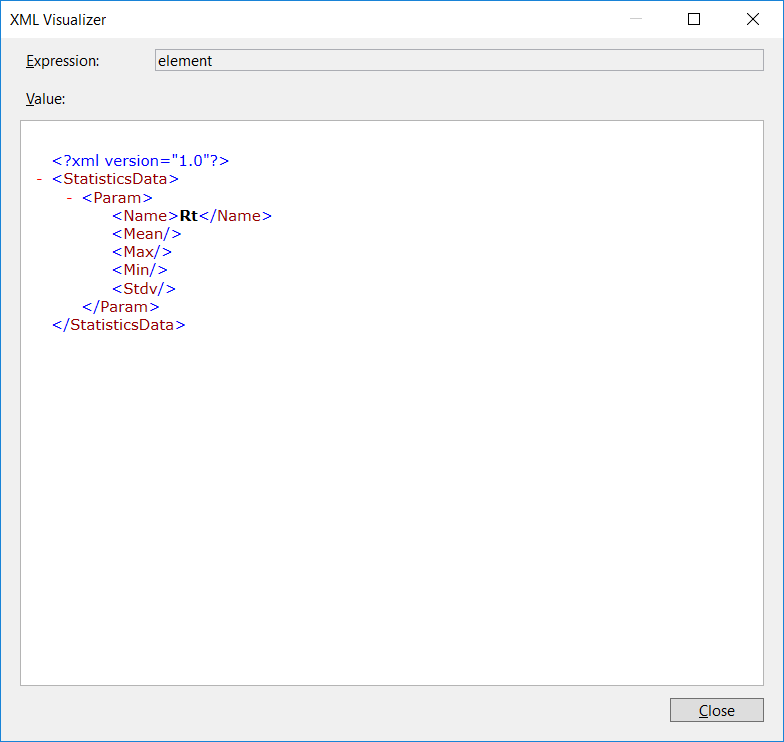 XML Visualizer
Expression: element
Value:
<?xml version="1.0"?>
- <StatisticsData>
- <Param>
<Name>Rt</Name>
<Mean/>
<Max/>
<Min/>
<Stdv/>
</Param>
</StatisticsData>
Close